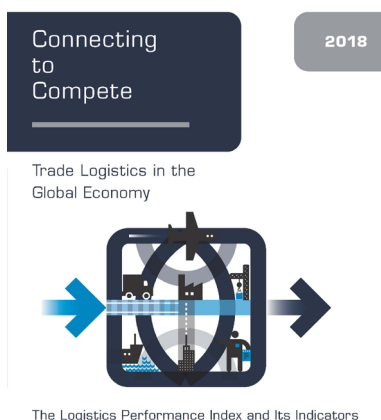 Connecting
to
Compete
2018
Trade Logistics in the
Global Economy
The Logistics Performance Index and Its Indicators